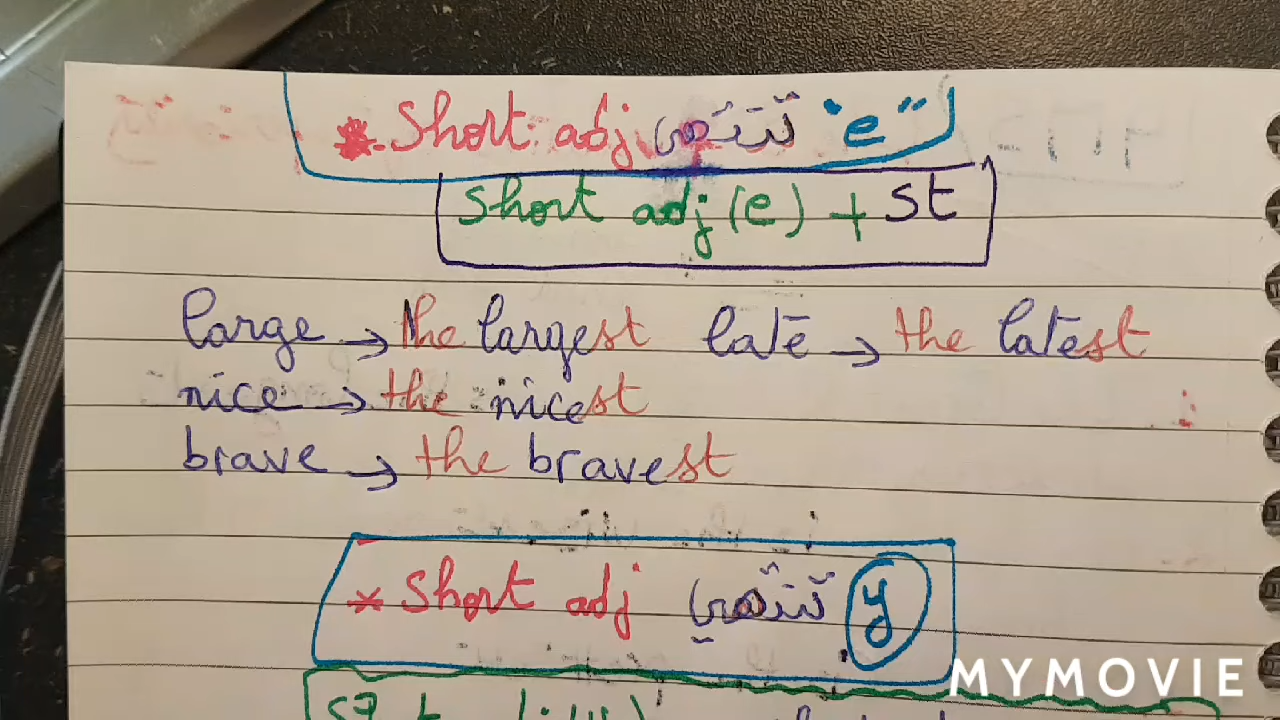 * Short adj تنتهي "e"
Short adj (e) + st
large → the largest late → the latest
nice → the nicest
brave → the bravest
* Short adj تنتهي y
MYMOVIE